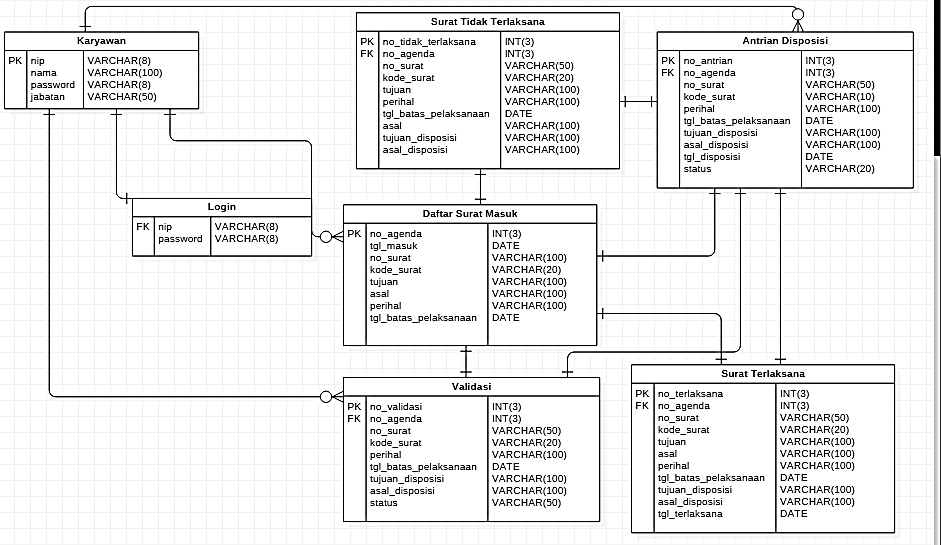 Karyawan
PK nip VARCHAR(8)
nama VARCHAR(100)
password VARCHAR(8)
jabatan VARCHAR(50)
Surat Tidak Terlaksana
PK no_tidak_terlaksana INT(3)
FK no_agenda INT(3)
no_surat VARCHAR(50)
kode_surat VARCHAR(20)
tujuan VARCHAR(100)
perihal VARCHAR(100)
tgl_batas_pelaksanaan DATE
asal VARCHAR(100)
tujuan_disposisi VARCHAR(100)
asal_disposisi VARCHAR(100)
Antrian Disposisi
PK no_antrian INT(3)
FK no_agenda INT(3)
no_surat VARCHAR(50)
kode_surat VARCHAR(10)
perihal VARCHAR(100)
tgl_batas_pelaksanaan DATE
tujuan_disposisi VARCHAR(100)
asal_disposisi VARCHAR(100)
tgl_disposisi DATE
status VARCHAR(20)
Login
FK nip VARCHAR(8)
password VARCHAR(8)
Daftar Surat Masuk
PK no_agenda INT(3)
tgl_masuk DATE
no_surat VARCHAR(100)
kode_surat VARCHAR(20)
tujuan VARCHAR(100)
asal VARCHAR(100)
perihal VARCHAR(100)
tgl_batas_pelaksanaan DATE
Validasi
PK no_validasi INT(3)
FK no_agenda INT(3)
no_surat VARCHAR(50)
kode_surat VARCHAR(20)
perihal VARCHAR(100)
tgl_batas_pelaksanaan DATE
tujuan_disposisi VARCHAR(100)
asal_disposisi VARCHAR(100)
status VARCHAR(50)
Surat Terlaksana
PK no_terlaksana INT(3)
FK no_agenda INT(3)
no_surat VARCHAR(50)
kode_surat VARCHAR(20)
tujuan VARCHAR(100)
asal VARCHAR(100)
perihal VARCHAR(100)
tgl_batas_pelaksanaan DATE
tujuan_disposisi VARCHAR(100)
asal_disposisi VARCHAR(100)
tgl_terlaksana DATE